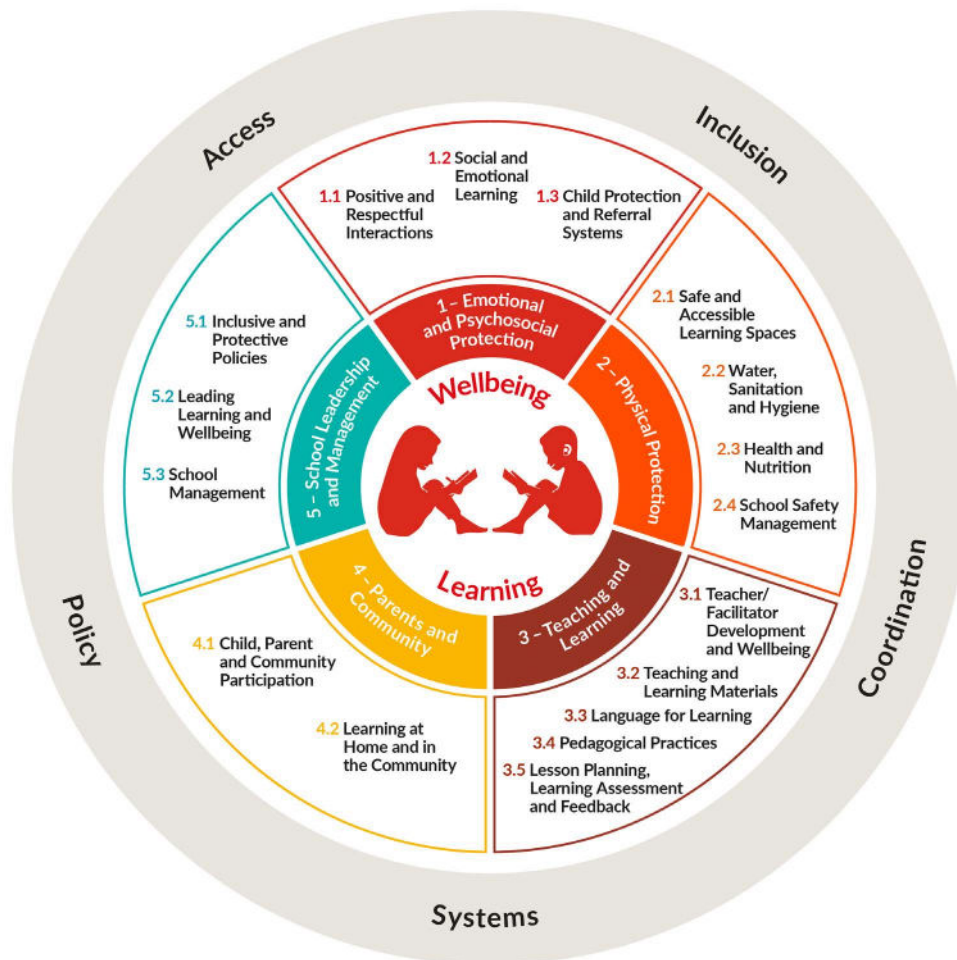 Access
Inclusion
Coordination
Systems
Policy
1.1 Positive and
Respectful
Interactions
1.2 Social and
Emotional
Learning
1.3 Child Protection
and Referral
Systems
2.1 Safe and
Accessible
Learning Spaces
2.2 Water,
Sanitation
and Hygiene
2.3 Health and
Nutrition
2.4 School Safety
Management
3.1 Teacher/
Facilitator
Development
and Wellbeing
3.2 Teaching and
Learning Materials
3.3 Language for Learning
3.4 Pedagogical Practices
3.5 Lesson Planning,
Learning Assessment
and Feedback
4.1 Child, Parent
and Community
Participation
4.2 Learning at
Home and in
the Community
5.1 Inclusive and
Protective
Policies
5.2 Leading
Learning and
Wellbeing
5.3 School
Management
1 – Emotional
and Psychosocial
Protection
2 – Physical Protection
3 – Teaching and
Learning
4 – Parents and
Community
5 – School Leadership
and Management
Wellbeing
Learning